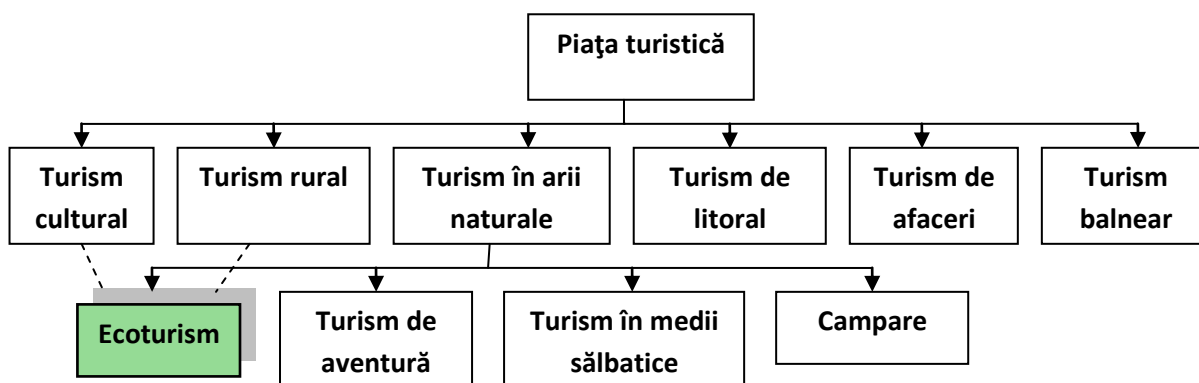 Piaţa turistică
Turism
cultural
Turism rural
Turism în arii
naturale
Turism de
litoral
Turism de
afaceri
Turism
balnear
Ecoturism
Turism de
aventură
Turism în medii
sălbatice
Campare